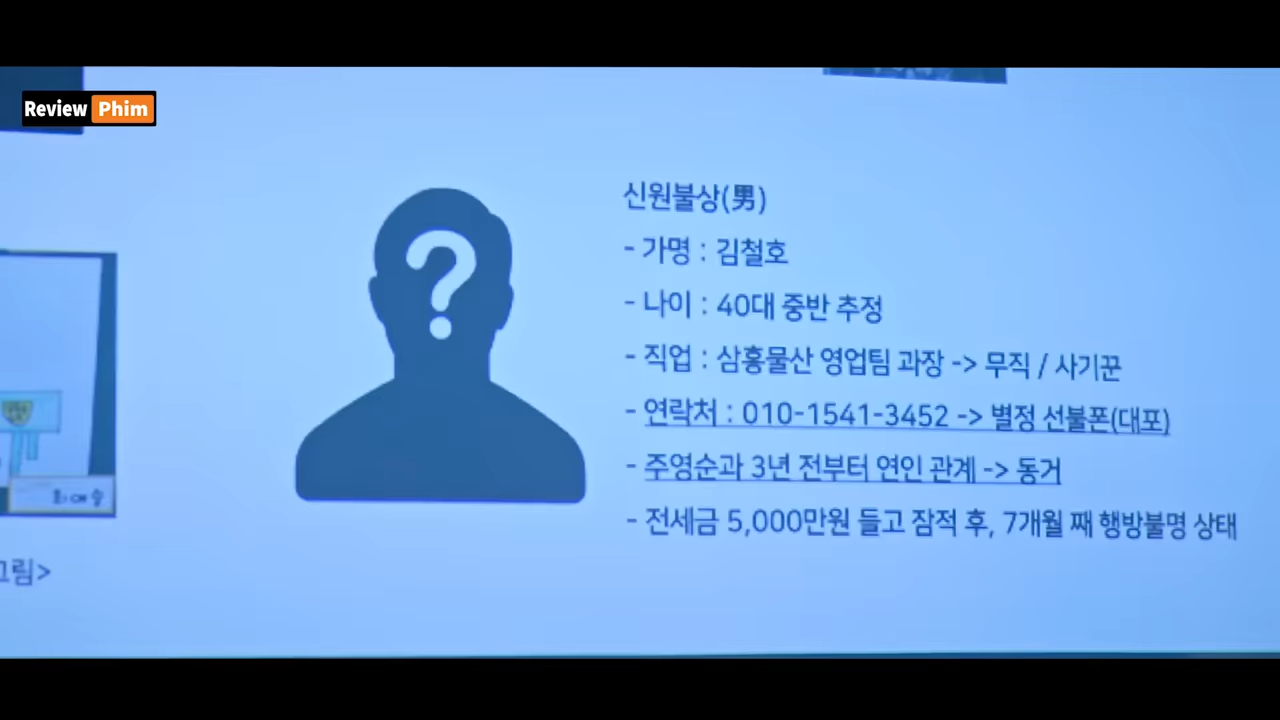 Review Phim
신원불상(男)
- 가명 : 김철호
- 나이 : 40대 중반 추정
- 직업 : 삼흥물산 영업팀 과장 -> 무직 / 사기꾼
- 연락처 : 010-1541-3452 -> 별정 선불폰(대포)
- 주영순과 3년 전부터 연인 관계 -> 동거
- 전세금 5,000만원 들고 잠적 후, 7개월 째 행방불명 상태
그림>